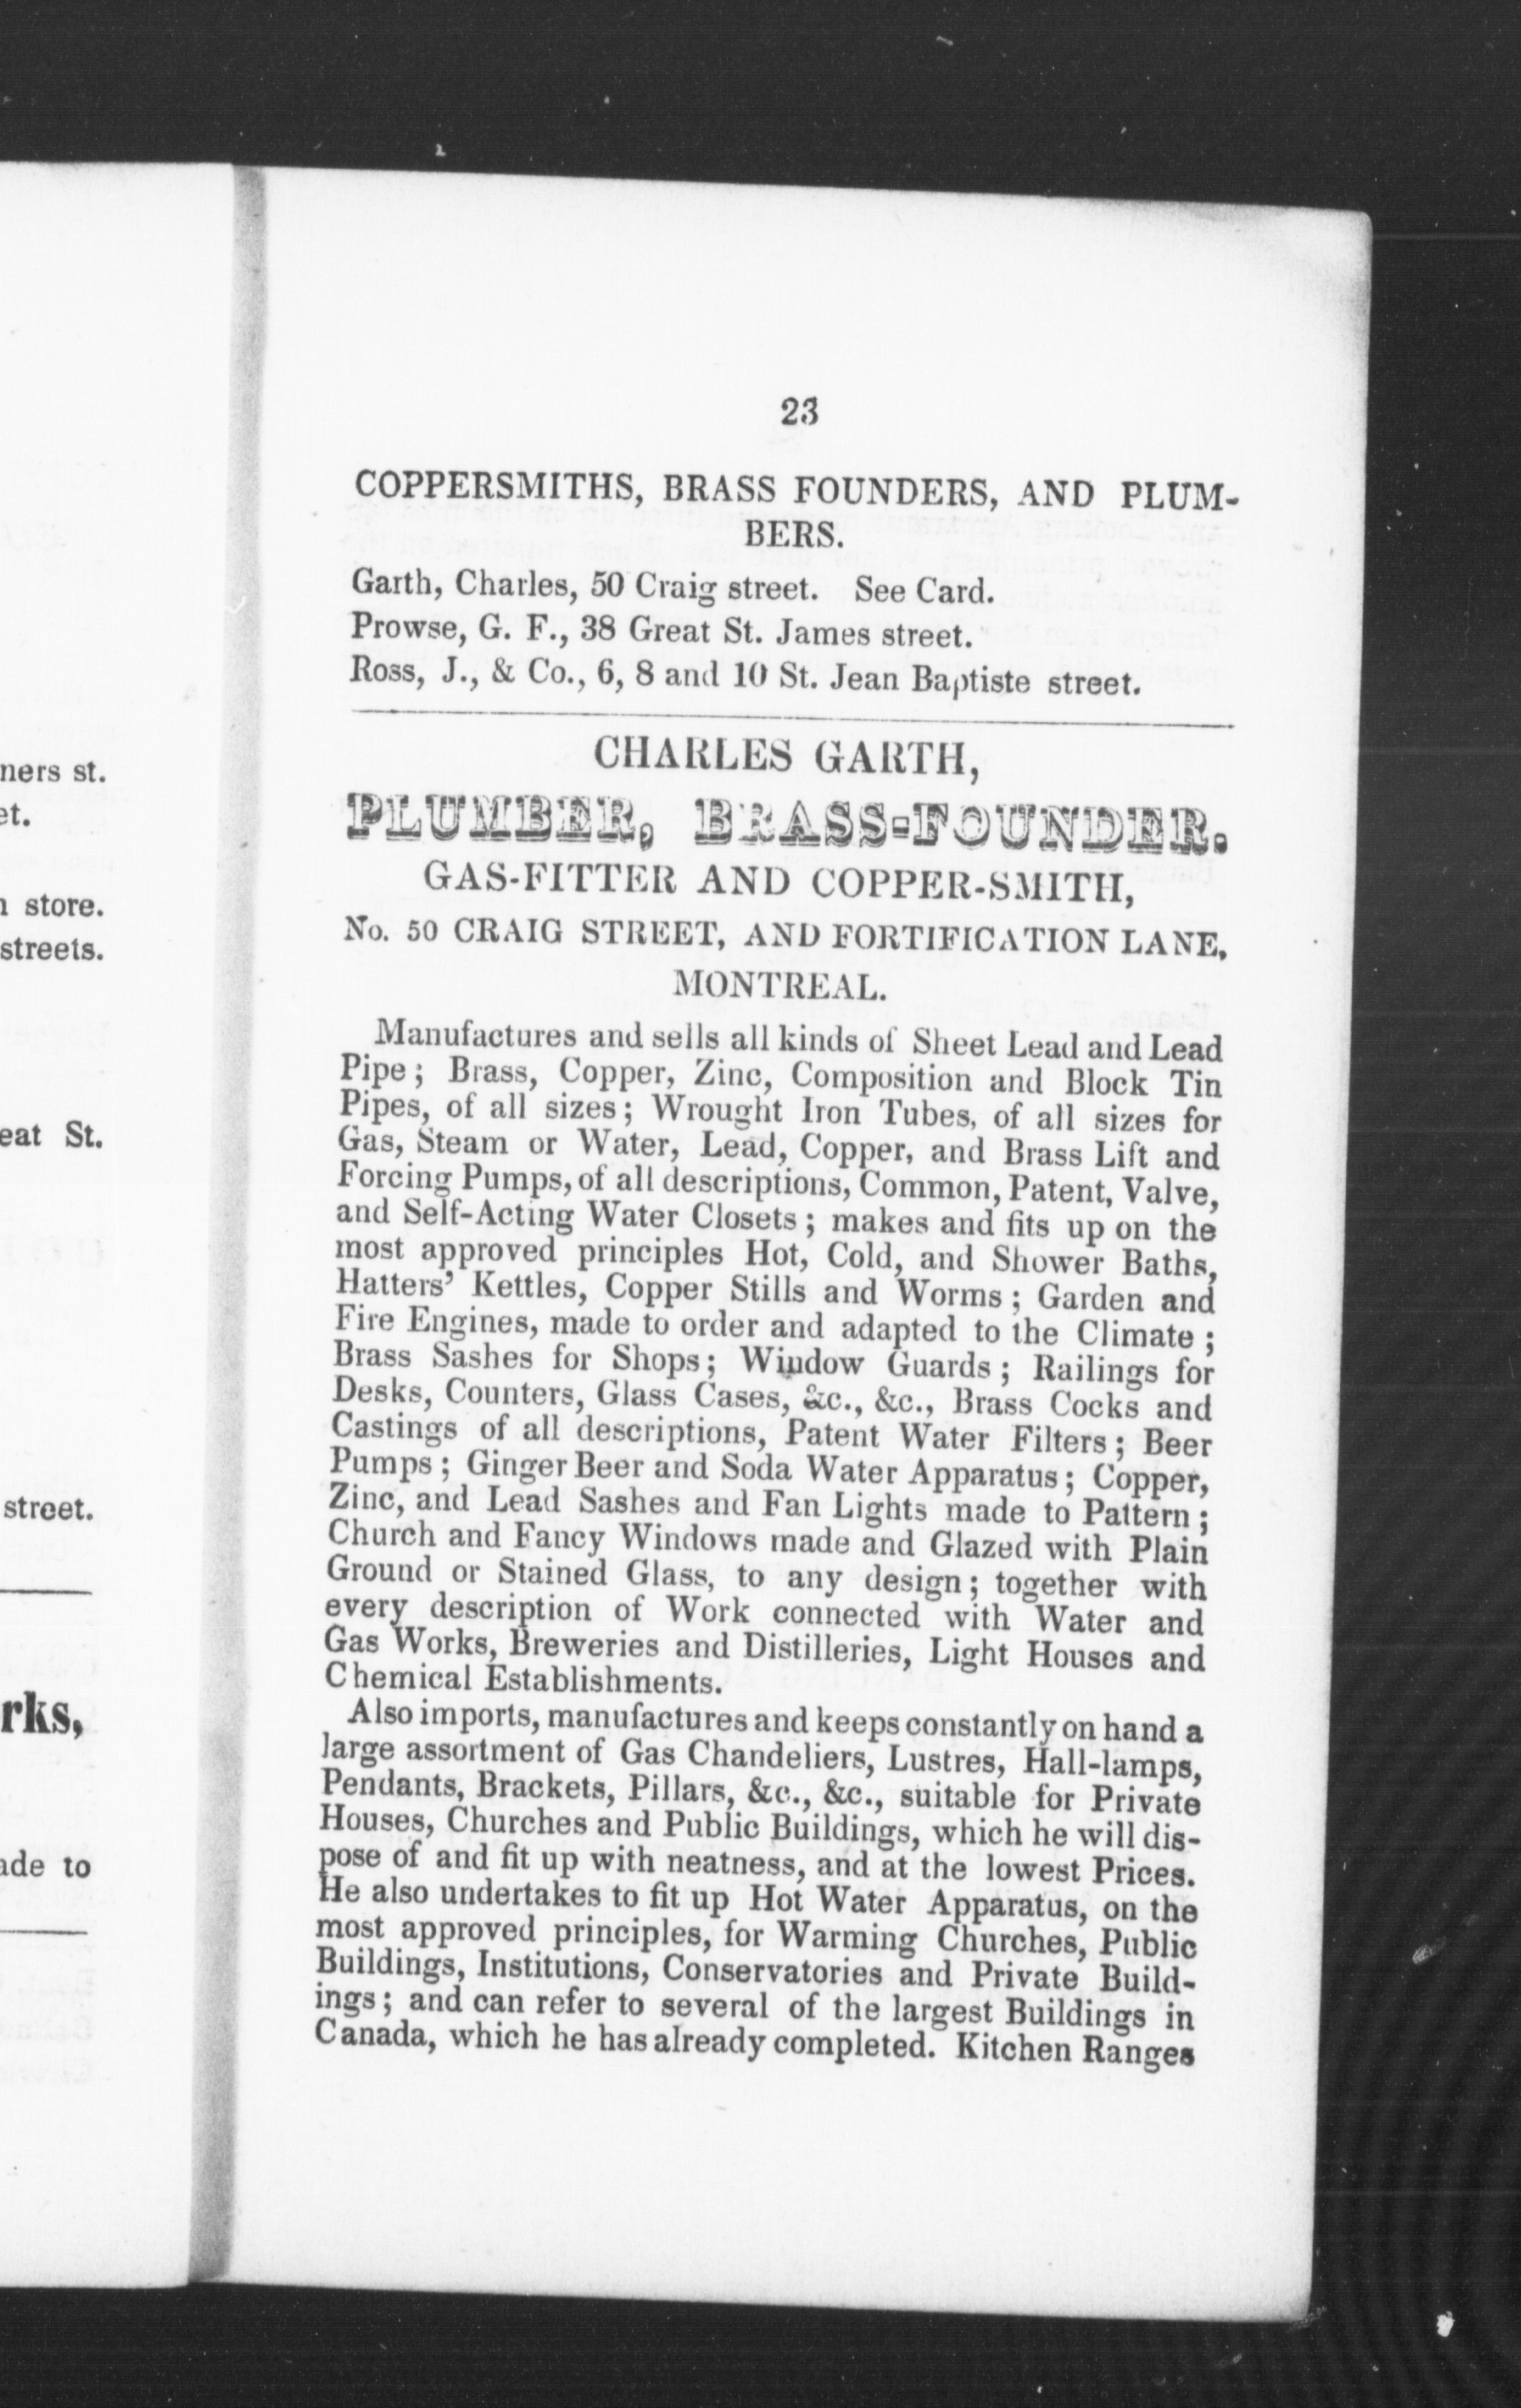 ners st.
et.
store.
streets.
eat St.
street.
rks,
ade to
23
COPPERSMITHS, BRASS FOUNDERS, AND PLUM-
BERS.
Garth, Charles, 50 Craig street. See Card.
Prowse, G. F., 38 Great St. James street.
Ross, J., & Co., 6, 8 and 10 St. Jean Baptiste street.
CHARLES GARTH,
PLUMBER, BRASS-FOUNDER.
GAS-FITTER AND COPPER-SMITH,
No. 50 CRAIG STREET, AND FORTIFICATION LANE,
MONTREAL.
Manufactures and sells all kinds of Sheet Lead and Lead
Pipe; Brass, Copper, Zinc, Composition and Block Tin
Pipes, of all sizes; Wrought Iron Tubes, of all sizes for
Gas, Steam or Water, Lead, Copper, and Brass Lift and
Forcing Pumps, of all descriptions, Common, Patent, Valve,
and Self-Acting Water Closets; makes and fits up on the
most approved principles Hot, Cold, and Shower Baths,
Hatters' Kettles, Copper Stills and Worms; Garden and
Fire Engines, made to order and adapted to the Climate;
Brass Sashes for Shops; Window Guards; Railings for
Desks, Counters, Glass Cases, &c., &c., Brass Cocks and
Castings of all descriptions, Patent Water Filters; Beer
Pumps; Ginger Beer and Soda Water Apparatus; Copper,
Zinc, and Lead Sashes and Fan Lights made to Pattern;
Church and Fancy Windows made and Glazed with Plain
Ground or Stained Glass, to any design; together with
every description of Work connected with Water and
Gas Works, Breweries and Distilleries, Light Houses and
Chemical Establishments.
Also imports, manufactures and keeps constantly on hand a
large assortment of Gas Chandeliers, Lustres, Hall-lamps,
Pendants, Brackets, Pillars, &c., &c., suitable for Private
Houses, Churches and Public Buildings, which he will dis-
pose of and fit up with neatness, and at the lowest Prices.
He also undertakes to fit up Hot Water Apparatus, on the
most approved principles, for Warming Churches, Public
Buildings, Institutions, Conservatories and Private Build-
ings; and can refer to several of the largest Buildings in
Canada, which he has already completed. Kitchen Ranges